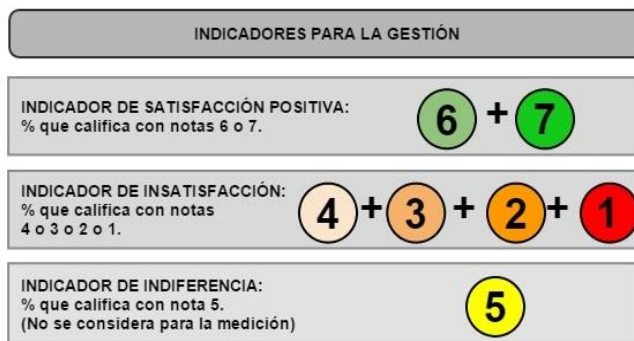 INDICADORES PARA LA GESTIÓN
INDICADOR DE SATISFACCIÓN POSITIVA:
% que califica con notas 6 o 7.
6 + 7
INDICADOR DE INSATISFACCIÓN:
% que califica con notas
4 o 3 o 2 o 1.
4 + 3 + 2 + 1
INDICADOR DE INDIFERENCIA:
% que califica con nota 5.
(No se considera para la medición)
5